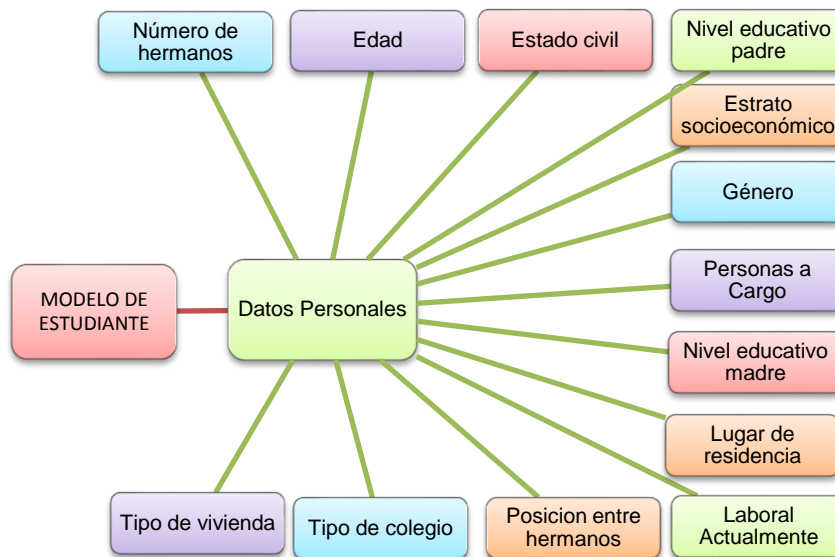 Número de
hermanos
Edad
Estado civil
Nivel educativo
padre
Estrato
socioeconómico
Género
Personas a
Cargo
MODELO DE
ESTUDIANTE
Datos Personales
Nivel educativo
madre
Lugar de
residencia
Tipo de vivienda
Tipo de colegio
Posicion entre
hermanos
Laboral
Actualmente